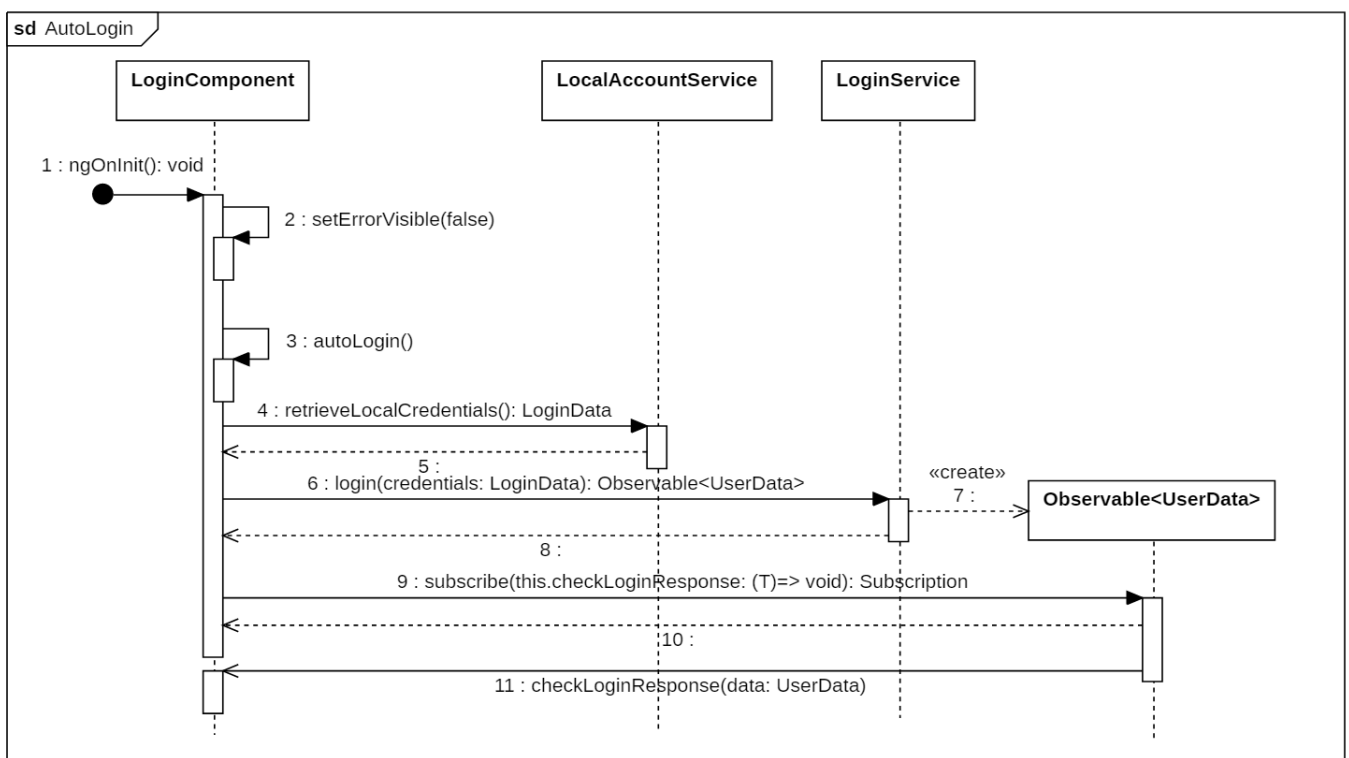 sd AutoLogin
LoginComponent
LocalAccountService
LoginService
1 : ngOnInit(): void
2 : setErrorVisible(false)
3 : autoLogin()
4 : retrieveLocalCredentials(): LoginData
5 :
6 : login(credentials: LoginData): Observable<UserData>
«create»
7 :
Observable<UserData>
8 :
9 : subscribe(this.checkLoginResponse: (T)=> void): Subscription
10 :
11 : checkLoginResponse(data: UserData)